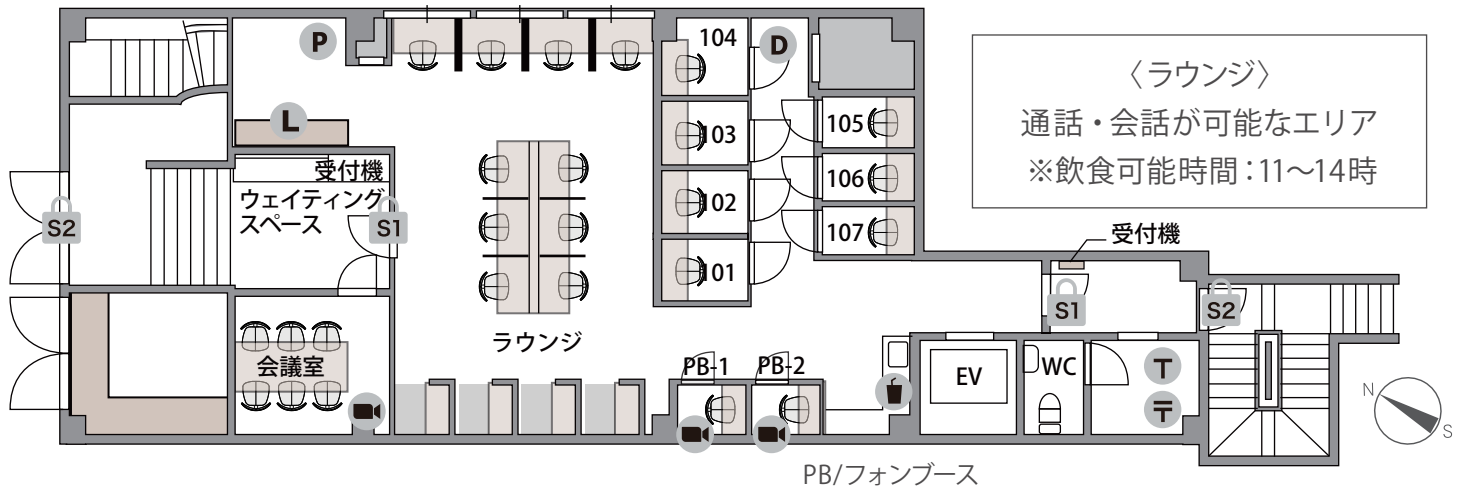 P
104
D
〈ラウンジ〉
通話・会話が可能なエリア
※飲食可能時間：11〜14時
L
103
105
受付機
ウェイティング
スペース
106
S2
S1
102
107
受付機
101
S1
S2
ラウンジ
会議室
PB-1
PB-2
EV
WC
T
〒
N
S
PB/フォンブース